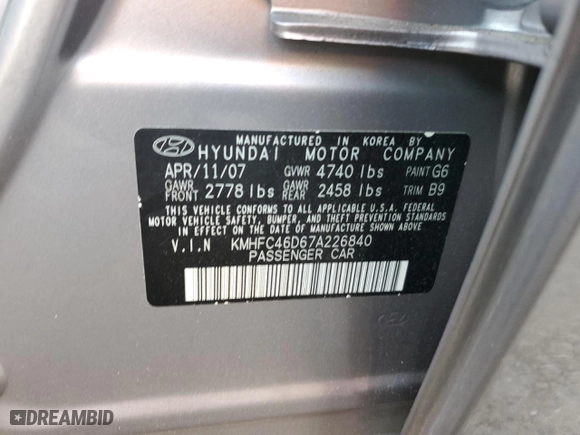 MANUFACTURED IN KOREA BY
HYUNDAI MOTOR COMPANY
APR/11/07 GVWR 4740 lbs PAINT G6
GAWR FRONT 2778 lbs GAWR REAR 2458 lbs TRIM B9
THIS VEHICLE CONFORMS TO ALL APPLICABLE U.S.A. FEDERAL
MOTOR VEHICLE SAFETY, BUMPER, AND THEFT PREVENTION STANDARDS
IN EFFECT ON THE DATE OF MANUFACTURE SHOWN ABOVE
V.I.N KMHFC46D67A226840
PASSENGER CAR
DREAMBID